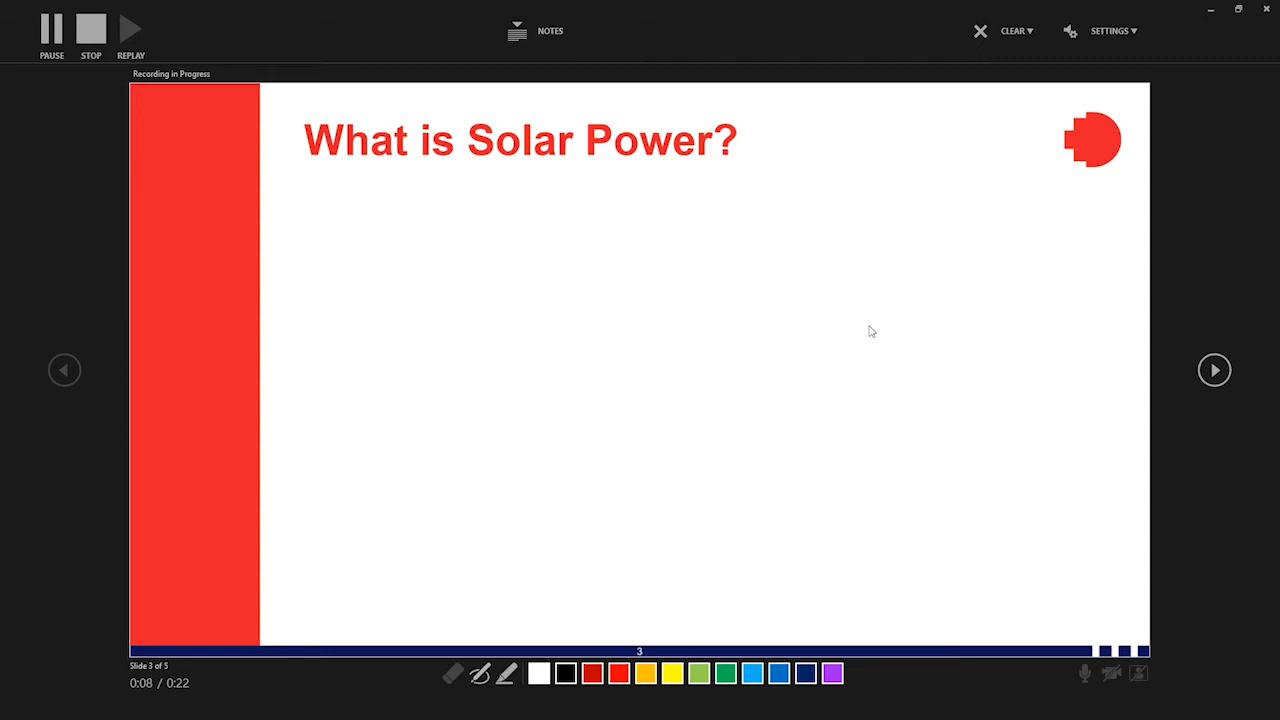 PAUSE STOP REPLAY
NOTES
CLEAR
SETTINGS
Recording in Progress
What is Solar Power?
3
Slide 3 of 5
0:08 / 0:22